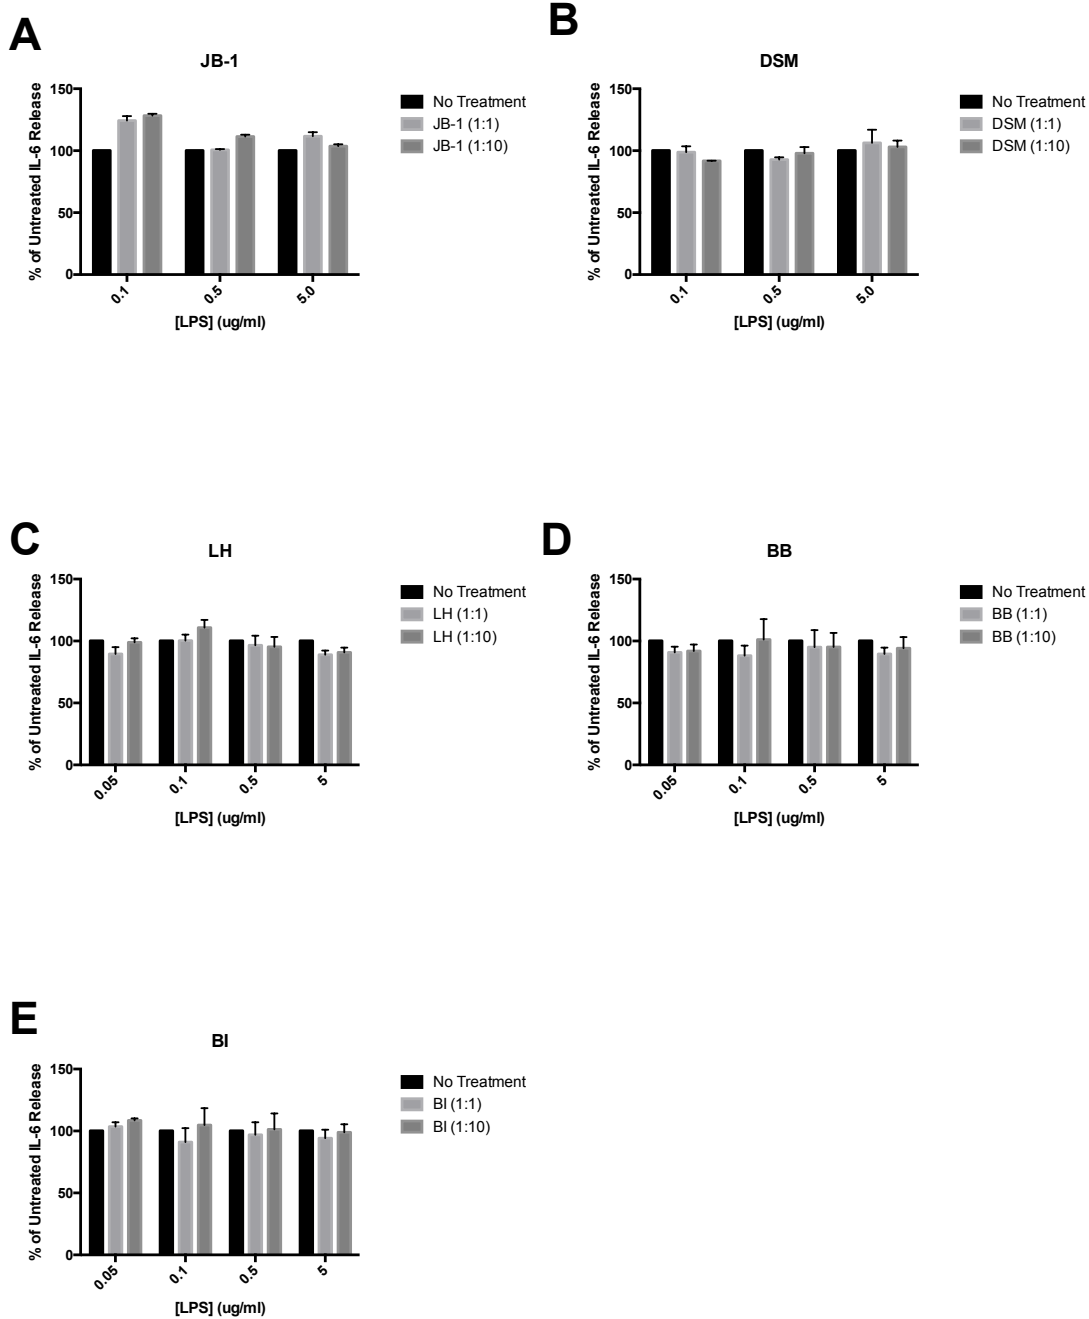 A
JB-1
% of Untreated IL-6 Release
150
100
50
0
0.1
0.5
5.0
[LPS] (ug/ml)
No Treatment
JB-1 (1:1)
JB-1 (1:10)
B
DSM
% of Untreated IL-6 Release
150
100
50
0
0.1
0.5
5.0
[LPS] (ug/ml)
No Treatment
DSM (1:1)
DSM (1:10)
C
LH
% of Untreated IL-6 Release
150
100
50
0
0.05
0.1
0.5
5
[LPS] (ug/ml)
No Treatment
LH (1:1)
LH (1:10)
D
BB
% of Untreated IL-6 Release
150
100
50
0
0.05
0.1
0.5
5
[LPS] (ug/ml)
No Treatment
BB (1:1)
BB (1:10)
E
BI
% of Untreated IL-6 Release
150
100
50
0
0.05
0.1
0.5
5
[LPS] (ug/ml)
No Treatment
BI (1:1)
BI (1:10)